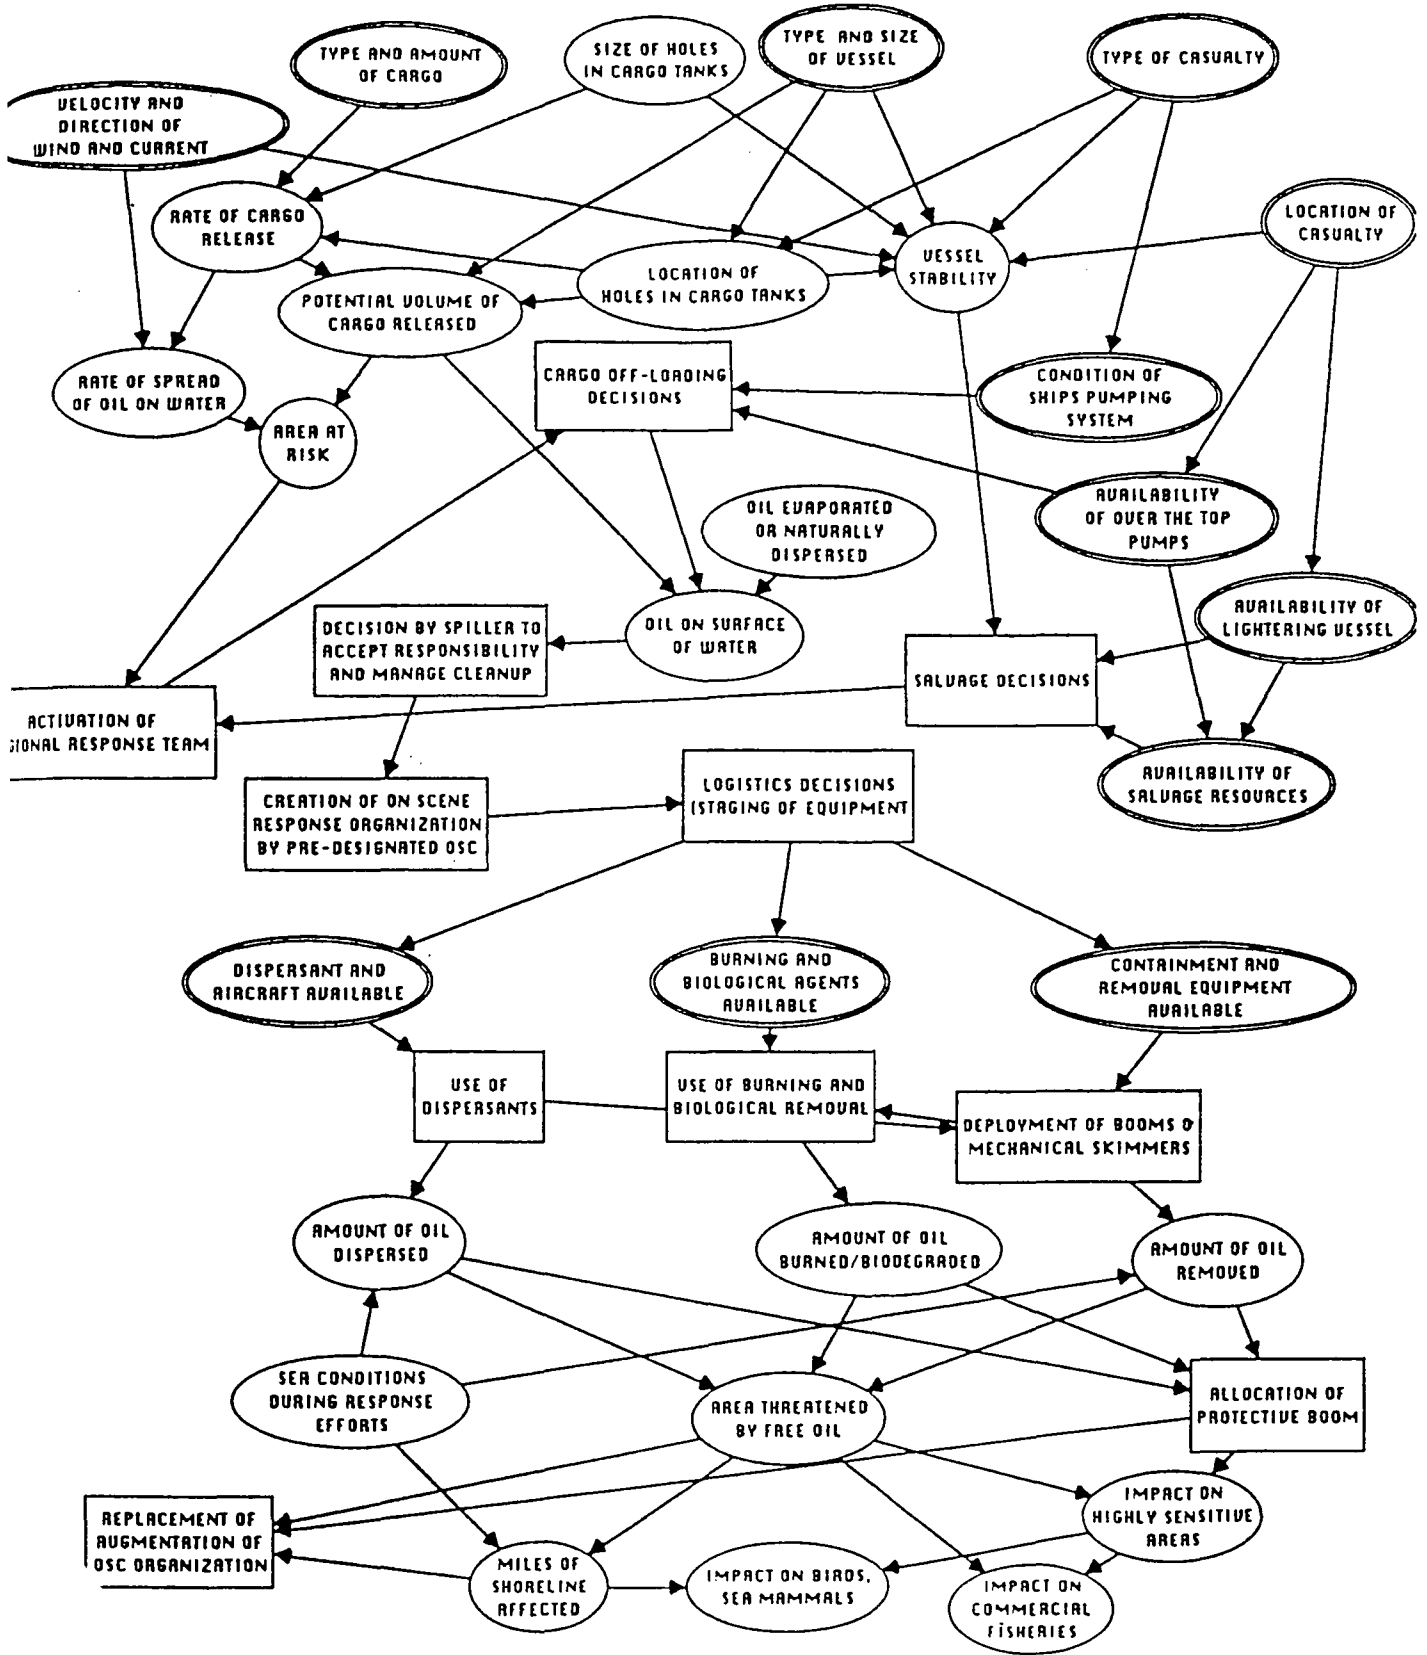 TYPE AND AMOUNT
OF CARGO
SIZE OF HOLES
IN CARGO TANKS
TYPE AND SIZE
OF VESSEL
TYPE OF CASUALTY
VELOCITY AND
DIRECTION OF
WIND AND CURRENT
RATE OF CARGO
RELEASE
LOCATION OF
CASUALTY
VESSEL
STABILITY
LOCATION OF
HOLES IN CARGO TANKS
POTENTIAL VOLUME OF
CARGO RELEASED
RATE OF SPREAD
OF OIL ON WATER
CARGO OFF-LOADING
DECISIONS
CONDITION OF
SHIPS PUMPING
SYSTEM
AREA AT
RISK
AVAILABILITY
OF OVER THE TOP
PUMPS
OIL EVAPORATED
OR NATURALLY
DISPERSED
AVAILABILITY OF
LIGHTERING VESSEL
DECISION BY SPILLER TO
ACCEPT RESPONSIBILITY
AND MANAGE CLEANUP
OIL ON SURFACE
OF WATER
SALVAGE DECISIONS
ACTIVATION OF
GIONAL RESPONSE TEAM
AVAILABILITY OF
SALVAGE RESOURCES
LOGISTICS DECISIONS
(STAGING OF EQUIPMENT
CREATION OF ON SCENE
RESPONSE ORGANIZATION
BY PRE-DESIGNATED OSC
DISPERSANT AND
AIRCRAFT AVAILABLE
BURNING AND
BIOLOGICAL AGENTS
AVAILABLE
CONTAINMENT AND
REMOVAL EQUIPMENT
AVAILABLE
USE OF
DISPERSANTS
USE OF BURNING AND
BIOLOGICAL REMOVAL
DEPLOYMENT OF BOOMS &
MECHANICAL SKIMMERS
AMOUNT OF OIL
DISPERSED
AMOUNT OF OIL
BURNED/BIODEGRADED
AMOUNT OF OIL
REMOVED
SEA CONDITIONS
DURING RESPONSE
EFFORTS
AREA THREATENED
BY FREE OIL
ALLOCATION OF
PROTECTIVE BOOM
REPLACEMENT OF
AUGMENTATION OF
OSC ORGANIZATION
IMPACT ON
HIGHLY SENSITIVE
AREAS
MILES OF
SHORELINE
AFFECTED
IMPACT ON BIRDS,
SEA MAMMALS
IMPACT ON
COMMERCIAL
FISHERIES